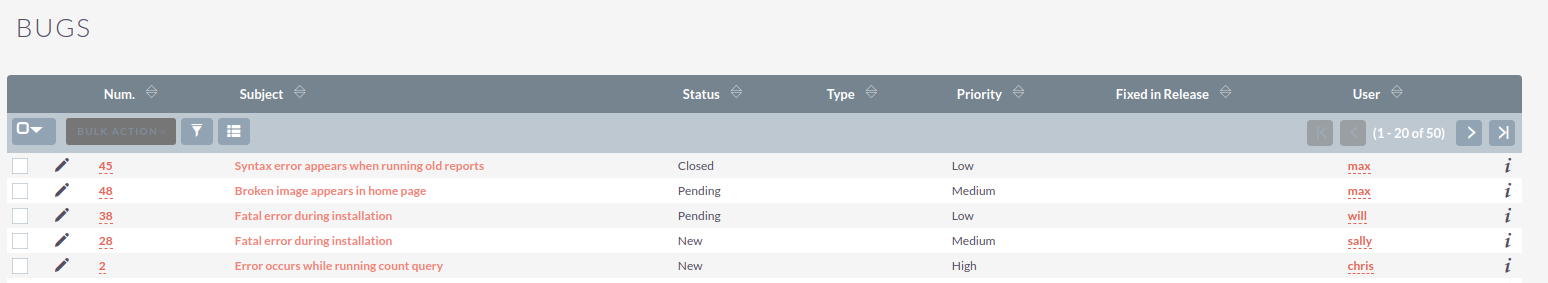 BUGS
Num. Subject Status Type Priority Fixed in Release User
BULK ACTION (1 - 20 of 50)
45 Syntax error appears when running old reports Closed Low max i
48 Broken image appears in home page Pending Medium max i
38 Fatal error during installation Pending Low will i
28 Fatal error during installation New Medium sally i
2 Error occurs while running count query New High chris i